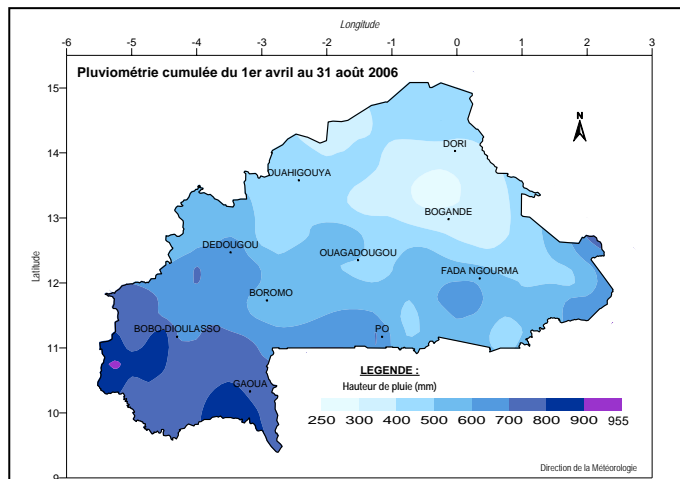 Longitude
-6 -5 -4 -3 -2 -1 0 1 2 3
Pluviométrie cumulée du 1er avril au 31 août 2006
15
N
DORI
14
OUAHIGOUYA
13
BOGANDE
DEDOUGOU
OUAGADOUGOU
Latitude
FADA NGOURMA
12
BOROMO
BOBO-DIOULASSO
PO
11
LEGENDE :
GAOUA
Hauteur de pluie (mm)
10
250 300 400 500 600 700 800 900 955
9
Direction de la Météorologie